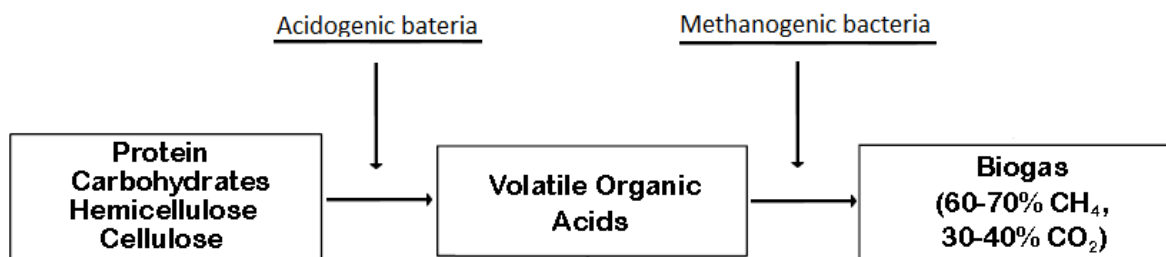 Acidogenic bateria
Methanogenic bacteria
Protein
Carbohydrates
Hemicellulose
Cellulose
Volatile Organic
Acids
Biogas
(60-70% CH₄,
30-40% CO₂)